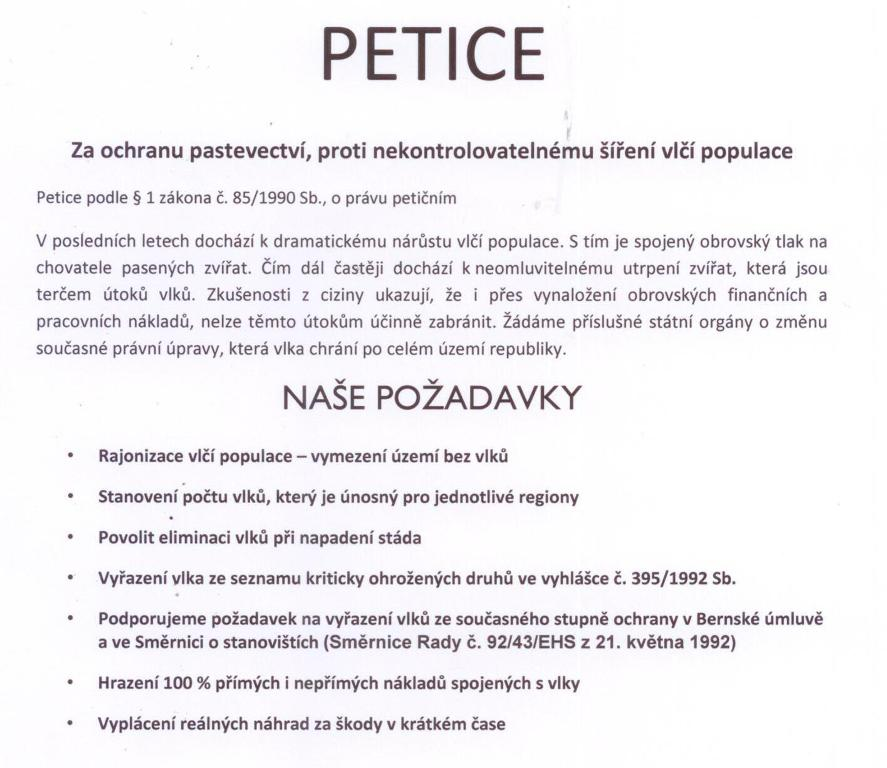 PETICE
Za ochranu pastevectví, proti nekontrolovatelnému šíření vlčí populace
Petice podle § 1 zákona č. 85/1990 Sb., o právu petičním
V posledních letech dochází k dramatickému nárůstu vlčí populace. S tím je spojený obrovský tlak na
chovatele pasených zvířat. Čím dál častěji dochází k neomluvitelnému utrpení zvířat, která jsou
terčem útoků vlků. Zkušenosti z ciziny ukazují, že i přes vynaložení obrovských finančních a
pracovních nákladů, nelze těmto útokům účinně zabránit. Žádáme příslušné státní orgány o změnu
současné právní úpravy, která vlka chrání po celém území republiky.
NAŠE POŽADAVKY
• Rajonizace vlčí populace – vymezení území bez vlků
• Stanovení počtu vlků, který je únosný pro jednotlivé regiony
• Povolit eliminaci vlků při napadení stáda
• Vyřazení vlka ze seznamu kriticky ohrožených druhů ve vyhlášce č. 395/1992 Sb.
• Podporujeme požadavek na vyřazení vlků ze současného stupně ochrany v Bernské úmluvě
a ve Směrnici o stanovištích (Směrnice Rady č. 92/43/EHS z 21. května 1992)
• Hrazení 100 % přímých i nepřímých nákladů spojených s vlky
• Vyplácení reálných náhrad za škody v krátkém čase